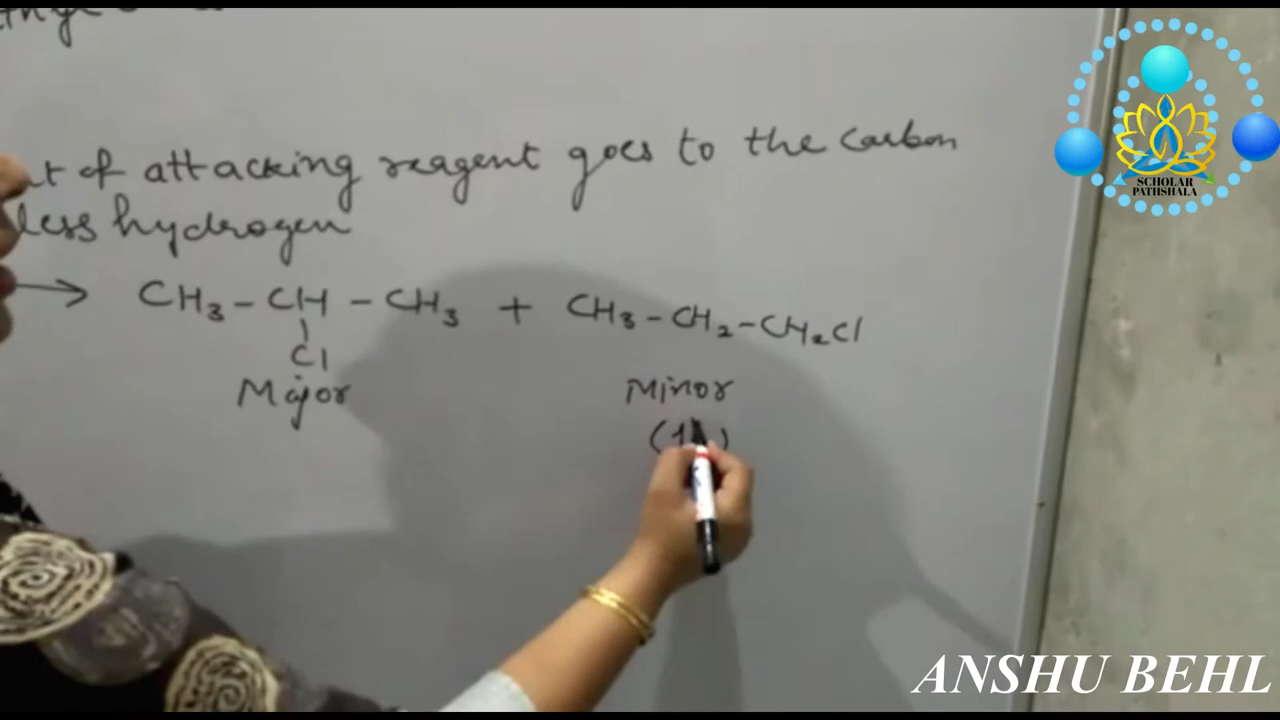 of attacking reagent goes to the carbon
less hydrogen
→ CH3 - CH - CH3 + CH3 - CH2 - CH2Cl
|
Cl
Major Minor
(1 )
SCHOLAR
PATHSHALA
ANSHU BEHL